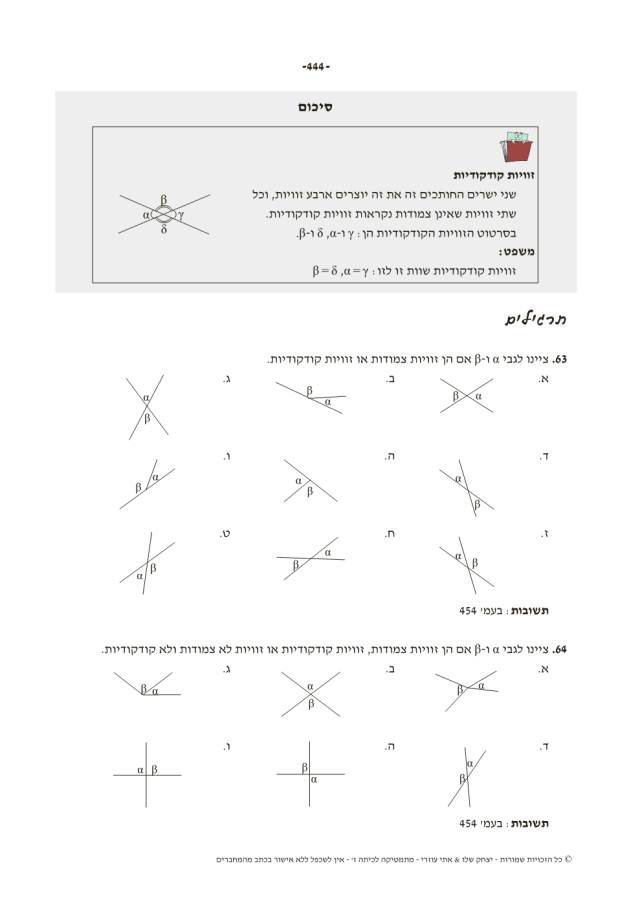 -444-
סיכום
זוויות קודקודיות
שני ישרים החותכים זה את זה יוצרים ארבע זוויות, וכל
שתי זוויות שאינן צמודות נקראות זוויות קודקודיות.
בסרטוט הזוויות הקודקודיות הן : γ ו-α, δ ו-β.
משפט:
זוויות קודקודיות שוות זו לזו : β = δ ,α = γ
β
α γ
δ
תרגילים
63. ציינו לגבי α ו-β אם הן זוויות צמודות או זוויות קודקודיות.
א. β α
ב. β α
ג. α β
ד. α β
ה. α β
ו. β α
ז. α β
ח. β α
ט. α β
תשובות : בעמ׳ 454
64. ציינו לגבי α ו-β אם הן זוויות צמודות, זוויות קודקודיות או זוויות לא צמודות ולא קודקודיות.
א. β α
ב. α β
ג. β α
ד. α β
ה. β α
ו. α β
תשובות : בעמ׳ 454
© כל הזכויות שמורות - יצחק שלו & אתי עוזרי - מתמטיקה לכיתה ז׳ - אין לשכפל ללא אישור בכתב מהמחברים